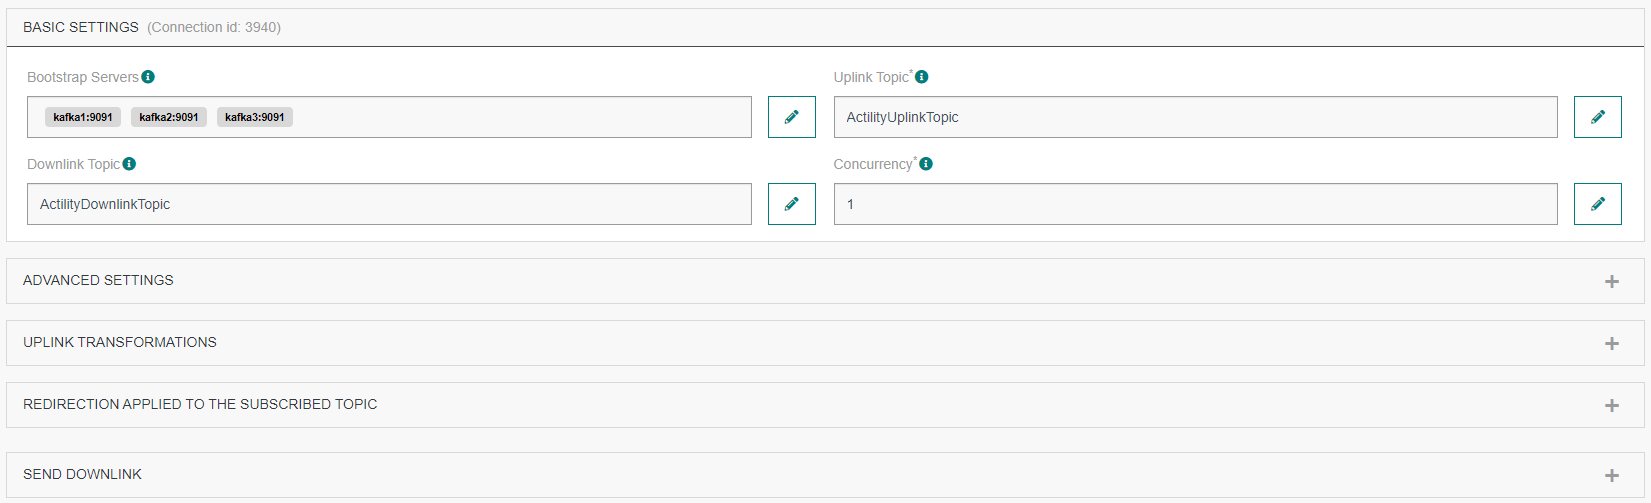 BASIC SETTINGS (Connection id: 3940)
Bootstrap Servers
Uplink Topic*
kafka1:9091 kafka2:9091 kafka3:9091
ActilityUplinkTopic
Downlink Topic
Concurrency*
ActilityDownlinkTopic
1
ADVANCED SETTINGS
UPLINK TRANSFORMATIONS
REDIRECTION APPLIED TO THE SUBSCRIBED TOPIC
SEND DOWNLINK